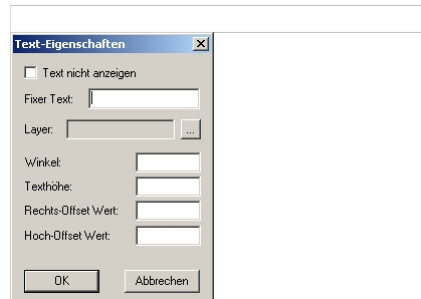 Text-Eigenschaften
Text nicht anzeigen
Fixer Text:
Layer:
...
Winkel:
Texthöhe:
Rechts-Offset Wert:
Hoch-Offset Wert:
OK Abbrechen